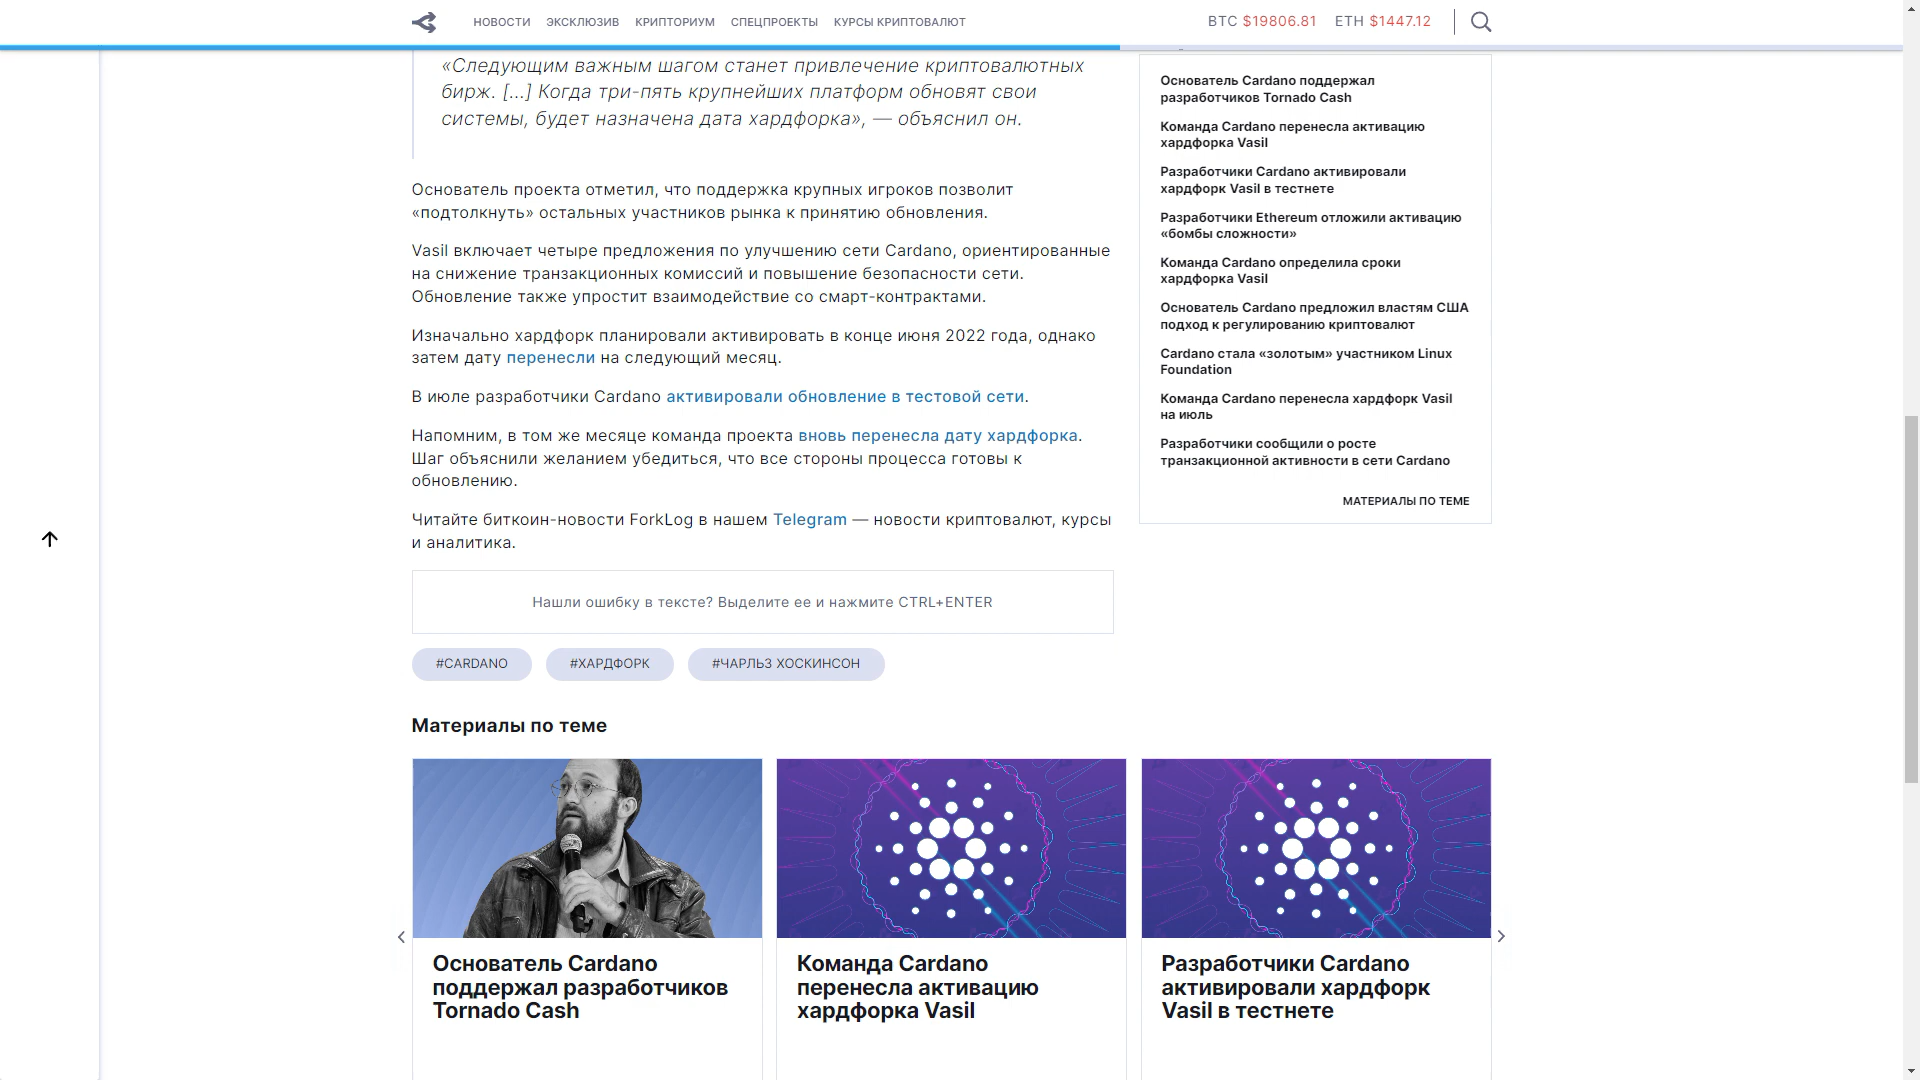 НОВОСТИ ЭКСКЛЮЗИВ КРИПТОРИУМ СПЕЦПРОЕКТЫ КУРСЫ КРИПТОВАЛЮТ
BTC $19806.81 ETH $1447.12
«Следующим важным шагом станет привлечение криптовалютных
бирж. [...] Когда три-пять крупнейших платформ обновят свои
системы, будет назначена дата хардфорка», — объяснил он.
Основатель проекта отметил, что поддержка крупных игроков позволит
«подтолкнуть» остальных участников рынка к принятию обновления.
Vasil включает четыре предложения по улучшению сети Cardano, ориентированные
на снижение транзакционных комиссий и повышение безопасности сети.
Обновление также упростит взаимодействие со смарт-контрактами.
Изначально хардфорк планировали активировать в конце июня 2022 года, однако
затем дату перенесли на следующий месяц.
В июле разработчики Cardano активировали обновление в тестовой сети.
Напомним, в том же месяце команда проекта вновь перенесла дату хардфорка.
Шаг объяснили желанием убедиться, что все стороны процесса готовы к
обновлению.
Читайте биткоин-новости ForkLog в нашем Telegram — новости криптовалют, курсы
и аналитика.
Нашли ошибку в тексте? Выделите ее и нажмите CTRL+ENTER
#CARDANO #ХАРДФОРК #ЧАРЛЬЗ ХОСКИНСОН
Основатель Cardano поддержал
разработчиков Tornado Cash
Команда Cardano перенесла активацию
хардфорка Vasil
Разработчики Cardano активировали
хардфорк Vasil в тестнете
Разработчики Ethereum отложили активацию
«бомбы сложности»
Команда Cardano определила сроки
хардфорка Vasil
Основатель Cardano предложил властям США
подход к регулированию криптовалют
Cardano стала «золотым» участником Linux
Foundation
Команда Cardano перенесла хардфорк Vasil
на июль
Разработчики сообщили о росте
транзакционной активности в сети Cardano
МАТЕРИАЛЫ ПО ТЕМЕ
Материалы по теме
Основатель Cardano
поддержал разработчиков
Tornado Cash
Команда Cardano
перенесла активацию
хардфорка Vasil
Разработчики Cardano
активировали хардфорк
Vasil в тестнете